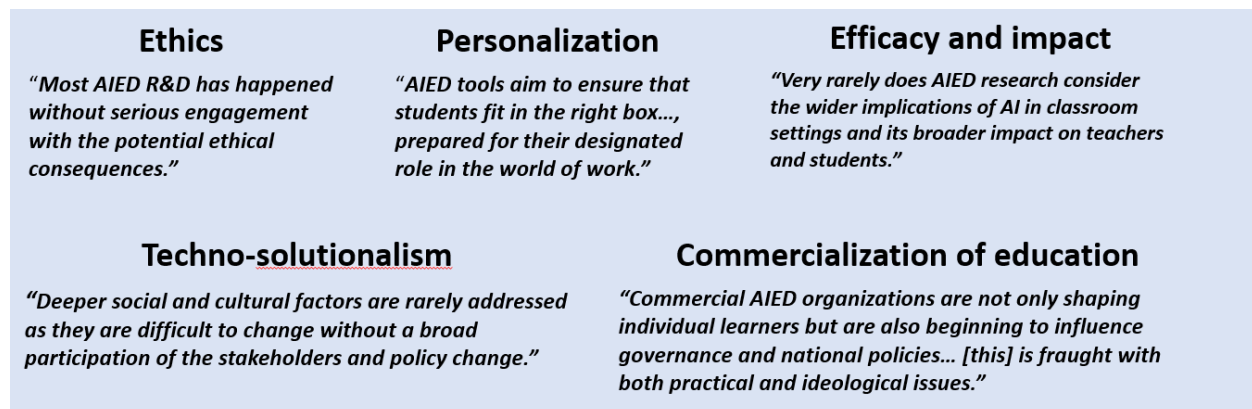 Ethics
“Most AIED R&D has happened
without serious engagement
with the potential ethical
consequences.”
Personalization
“AIED tools aim to ensure that
students fit in the right box…,
prepared for their designated
role in the world of work.”
Efficacy and impact
“Very rarely does AIED research consider
the wider implications of AI in classroom
settings and its broader impact on teachers
and students.”
Techno-solutionalism
“Deeper social and cultural factors are rarely addressed
as they are difficult to change without a broad
participation of the stakeholders and policy change.”
Commercialization of education
“Commercial AIED organizations are not only shaping
individual learners but are also beginning to influence
governance and national policies… [this] is fraught with
both practical and ideological issues.”